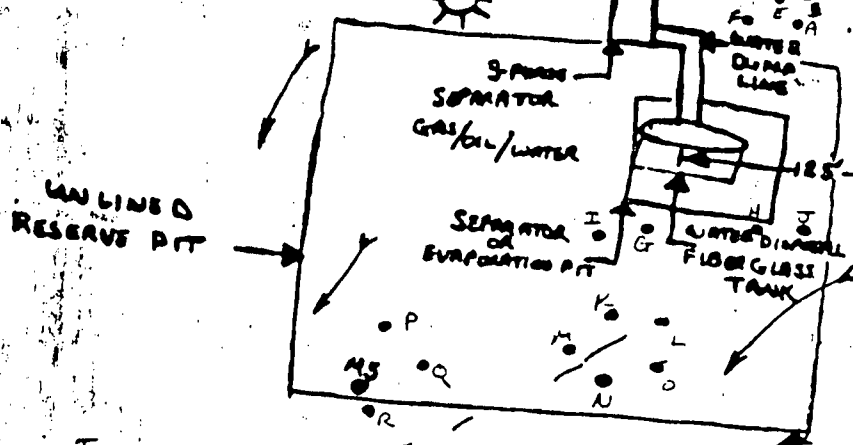 F
E
B
A
WATER
DUMP
LINE
3-PHASE
SEPARATOR
GAS/OIL/WATER
125'
UNLINED
RESERVE PIT
SEPARATOR
OR
EVAPORATION PIT
I
G
H
J
WATER DISPOSAL
FIBERGLASS
TANK
P
K
L
M
Q
O
M5
N
R